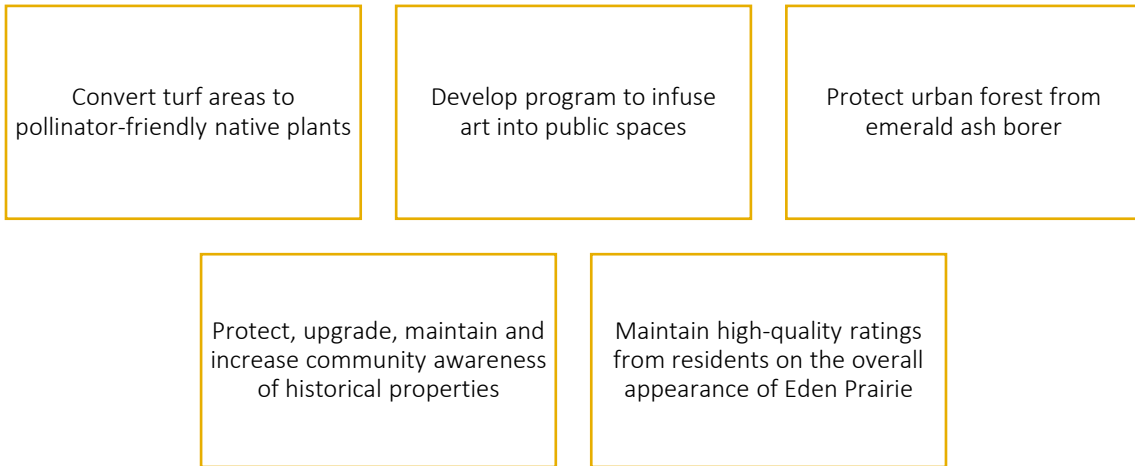 Convert turf areas to
pollinator-friendly native plants
Develop program to infuse
art into public spaces
Protect urban forest from
emerald ash borer
Protect, upgrade, maintain and
increase community awareness
of historical properties
Maintain high-quality ratings
from residents on the overall
appearance of Eden Prairie